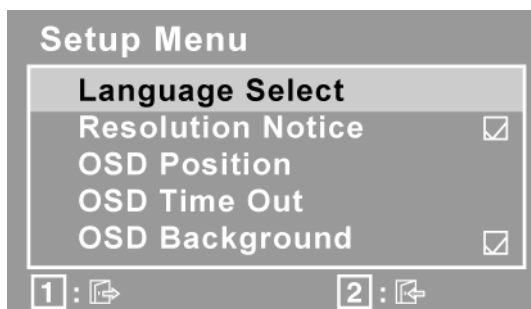 Setup Menu
Language Select
Resolution Notice
OSD Position
OSD Time Out
OSD Background
1 : 2 :